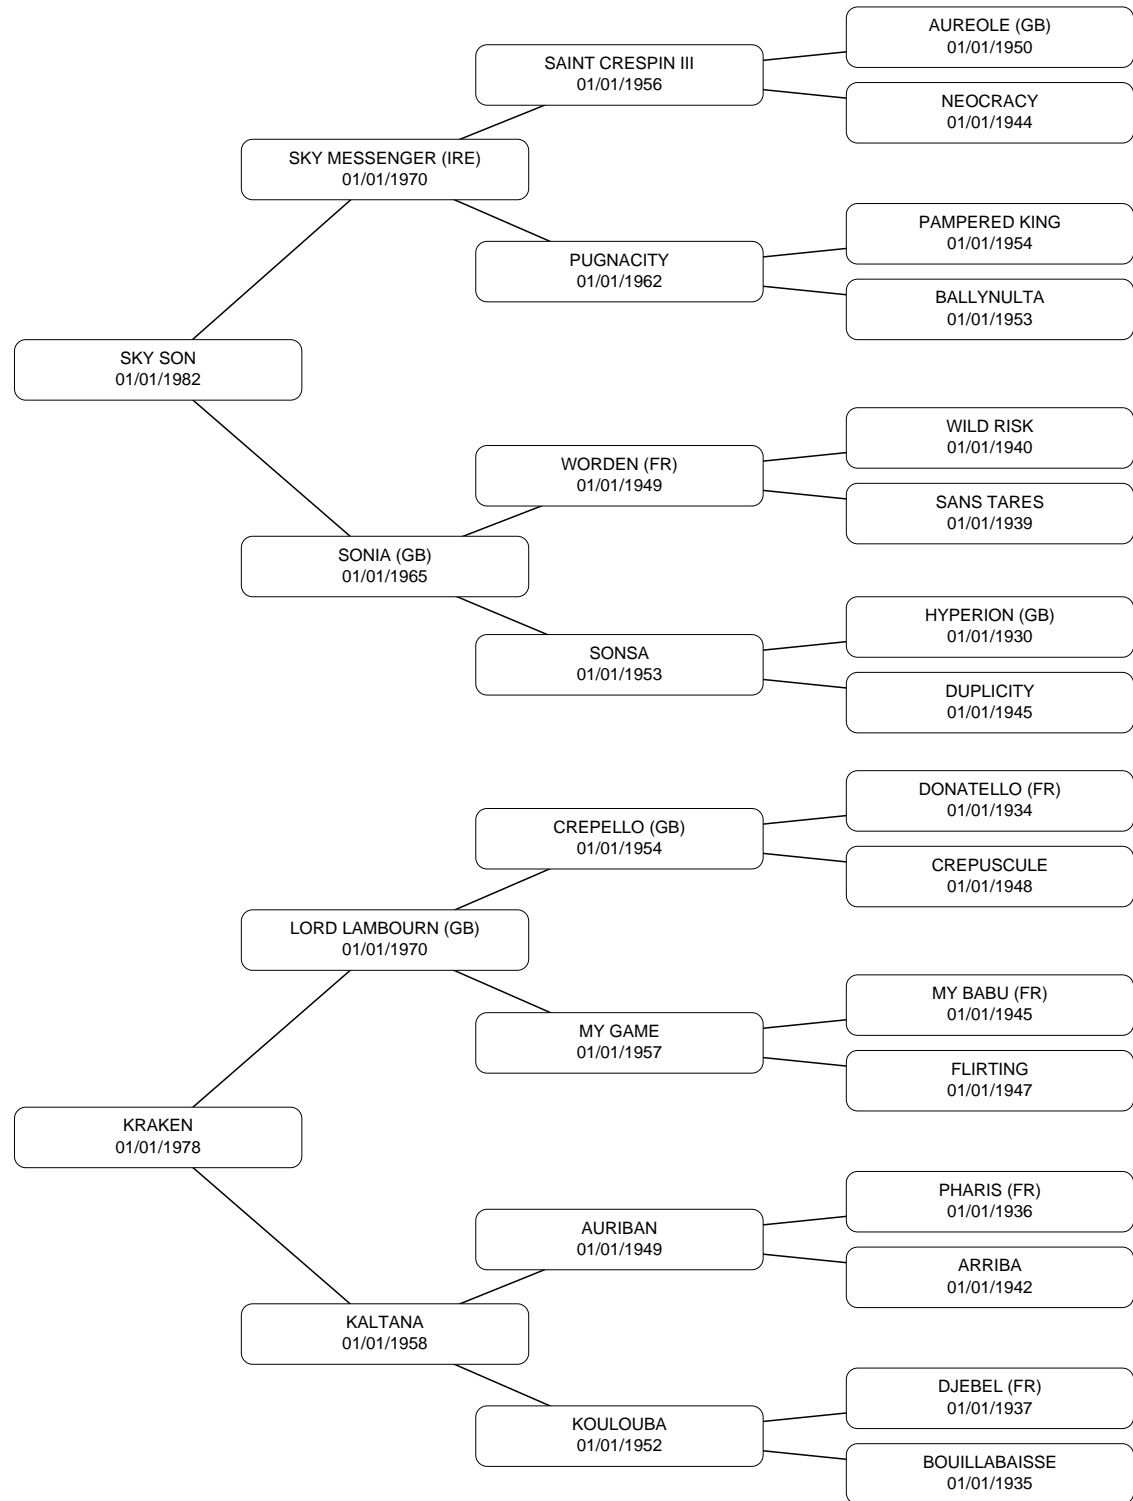 AUREOLE (GB)
01/01/1950
SAINT CRESPIN III
01/01/1956
NEOCRACY
01/01/1944
SKY MESSENGER (IRE)
01/01/1970
PAMPERED KING
01/01/1954
PUGNACITY
01/01/1962
BALLYNULTA
01/01/1953
SKY SON
01/01/1982
WILD RISK
01/01/1940
WORDEN (FR)
01/01/1949
SANS TARES
01/01/1939
SONIA (GB)
01/01/1965
HYPERION (GB)
01/01/1930
SONSA
01/01/1953
DUPLICITY
01/01/1945
DONATELLO (FR)
01/01/1934
CREPELLO (GB)
01/01/1954
CREPUSCULE
01/01/1948
LORD LAMBOURN (GB)
01/01/1970
MY BABU (FR)
01/01/1945
MY GAME
01/01/1957
FLIRTING
01/01/1947
KRAKEN
01/01/1978
PHARIS (FR)
01/01/1936
AURIBAN
01/01/1949
ARRIBA
01/01/1942
KALTANA
01/01/1958
DJEBEL (FR)
01/01/1937
KOULOUBA
01/01/1952
BOUILLABAISSE
01/01/1935